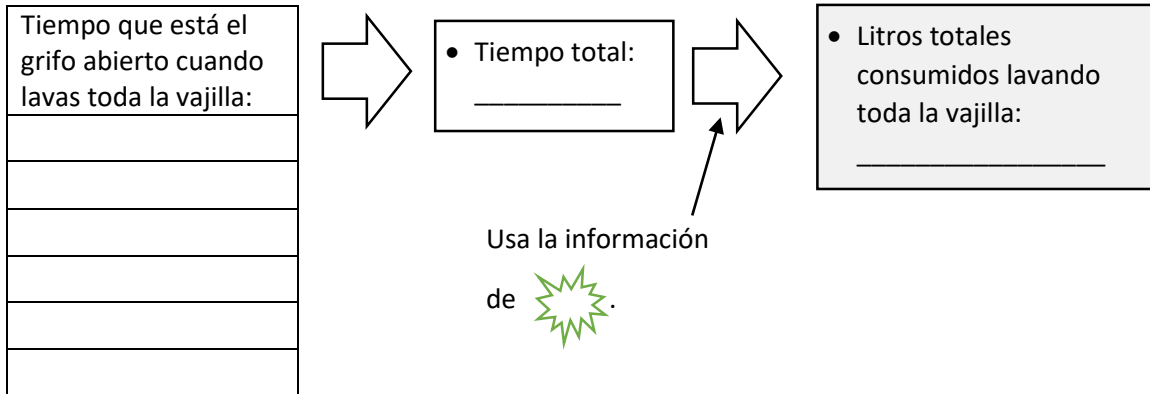 Tiempo que está el
grifo abierto cuando
lavas toda la vajilla:
• Tiempo total:
__________
• Litros totales
consumidos lavando
toda la vajilla:
_________________
Usa la información
de .